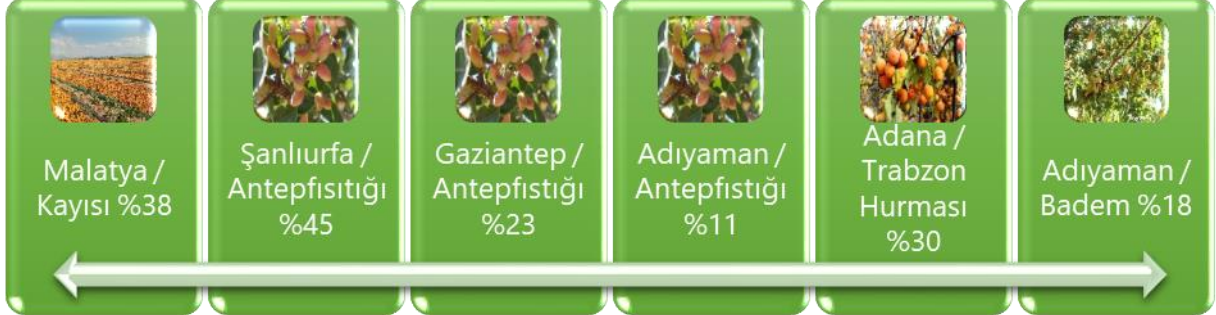 Malatya /
Kayısı %38
Şanlıurfa /
Antepfısıtığı
%45
Gaziantep /
Antepfıstığı
%23
Adıyaman /
Antepfıstığı
%11
Adana /
Trabzon
Hurması
%30
Adıyaman /
Badem %18